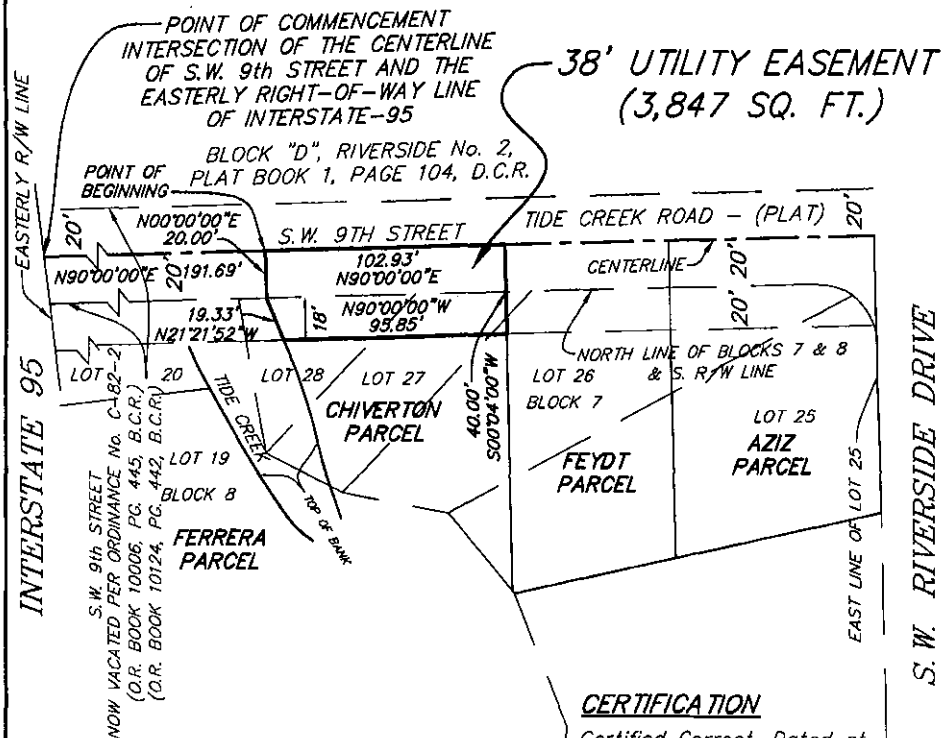 POINT OF COMMENCEMENT
INTERSECTION OF THE CENTERLINE
OF S.W. 9th STREET AND THE
EASTERLY RIGHT-OF-WAY LINE
OF INTERSTATE-95
38' UTILITY EASEMENT
(3,847 SQ. FT.)
BLOCK "D", RIVERSIDE No. 2,
PLAT BOOK 1, PAGE 104, D.C.R.
EASTERLY R/W LINE
POINT OF
BEGINNING
N00°00'00"E
20.00'
S.W. 9TH STREET
TIDE CREEK ROAD - (PLAT)
20'
20'
N90°00'00"E
20'
191.69'
102.93'
N90°00'00"E
CENTERLINE
20'
19.33'
N21°21'52"W
18'
N90°00'00"W
95.85'
20'
NORTH LINE OF BLOCKS 7 & 8
& S. R/W LINE
40.00'
S00°04'00"W
LOT 20
LOT 28
LOT 27
CHIVERTON
PARCEL
LOT 26
BLOCK 7
FEYDT
PARCEL
LOT 25
AZIZ
PARCEL
EAST LINE OF LOT 25
TIDE CREEK
TOP OF BANK
LOT 19
BLOCK 8
FERRERA
PARCEL
INTERSTATE 95
S.W. 9th STREET
NOW VACATED PER ORDINANCE No. C-82-2
(O.R. BOOK 10006, PG. 445, B.C.R.)
(O.R. BOOK 10124, PG. 442, B.C.R.)
S.W. RIVERSIDE DRIVE
CERTIFICATION
Certified Correct. Dated at